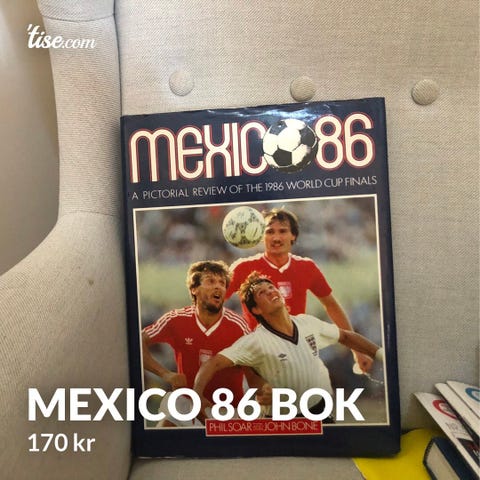 'tise.com
MEXICO 86
A PICTORIAL REVIEW OF THE 1986 WORLD CUP FINALS
MEXICO 86 BOK
PHIL SOAR JOHN BONE
170 kr